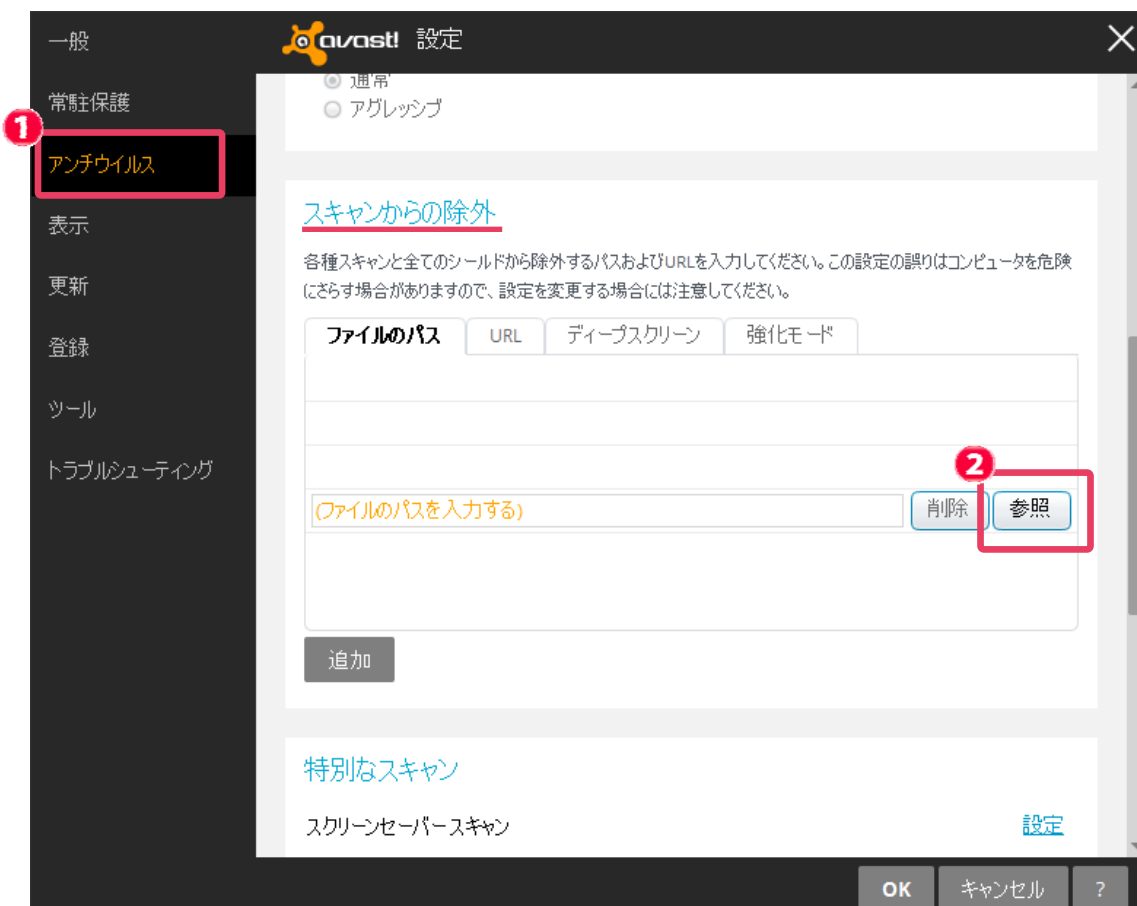 avast! 設定
一般
常駐保護
1
アンチウイルス
表示
更新
登録
ツール
トラブルシューティング
通常
アグレッシブ
スキャンからの除外
各種スキャンと全てのシールドから除外するパスおよびURLを入力してください。この設定の誤りはコンピュータを危険
にさらす場合がありますので、設定を変更する場合には注意してください。
ファイルのパス URL ディープスクリーン 強化モード
2
(ファイルのパスを入力する) 削除 参照
追加
特別なスキャン
スクリーンセーバースキャン 設定
OK キャンセル ?